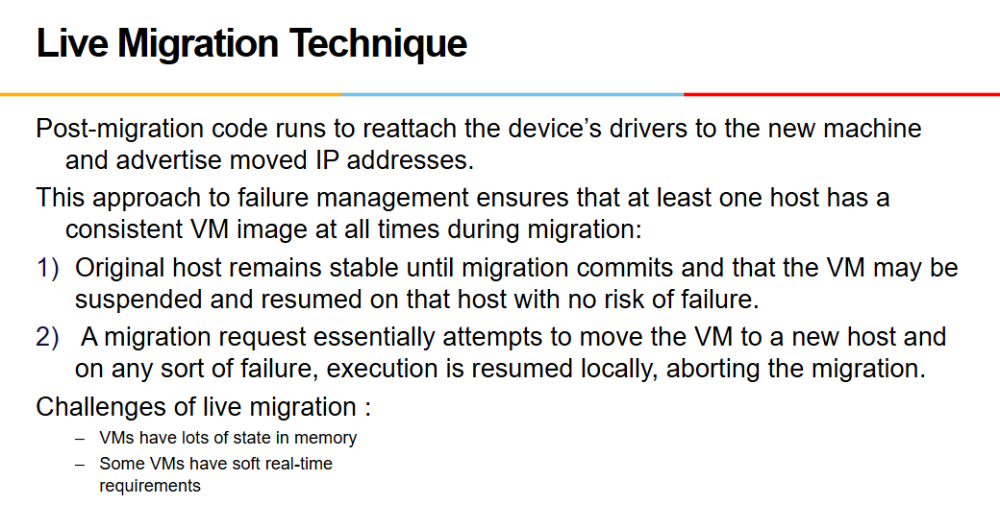 Live Migration Technique
Post-migration code runs to reattach the device’s drivers to the new machine
and advertise moved IP addresses.
This approach to failure management ensures that at least one host has a
consistent VM image at all times during migration:
1) Original host remains stable until migration commits and that the VM may be
suspended and resumed on that host with no risk of failure.
2) A migration request essentially attempts to move the VM to a new host and
on any sort of failure, execution is resumed locally, aborting the migration.
Challenges of live migration :
– VMs have lots of state in memory
– Some VMs have soft real-time
requirements